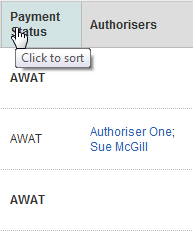 Payment Authorisers
Status
Click to sort
AWAT
AWAT Authoriser One;
Sue McGill
AWAT